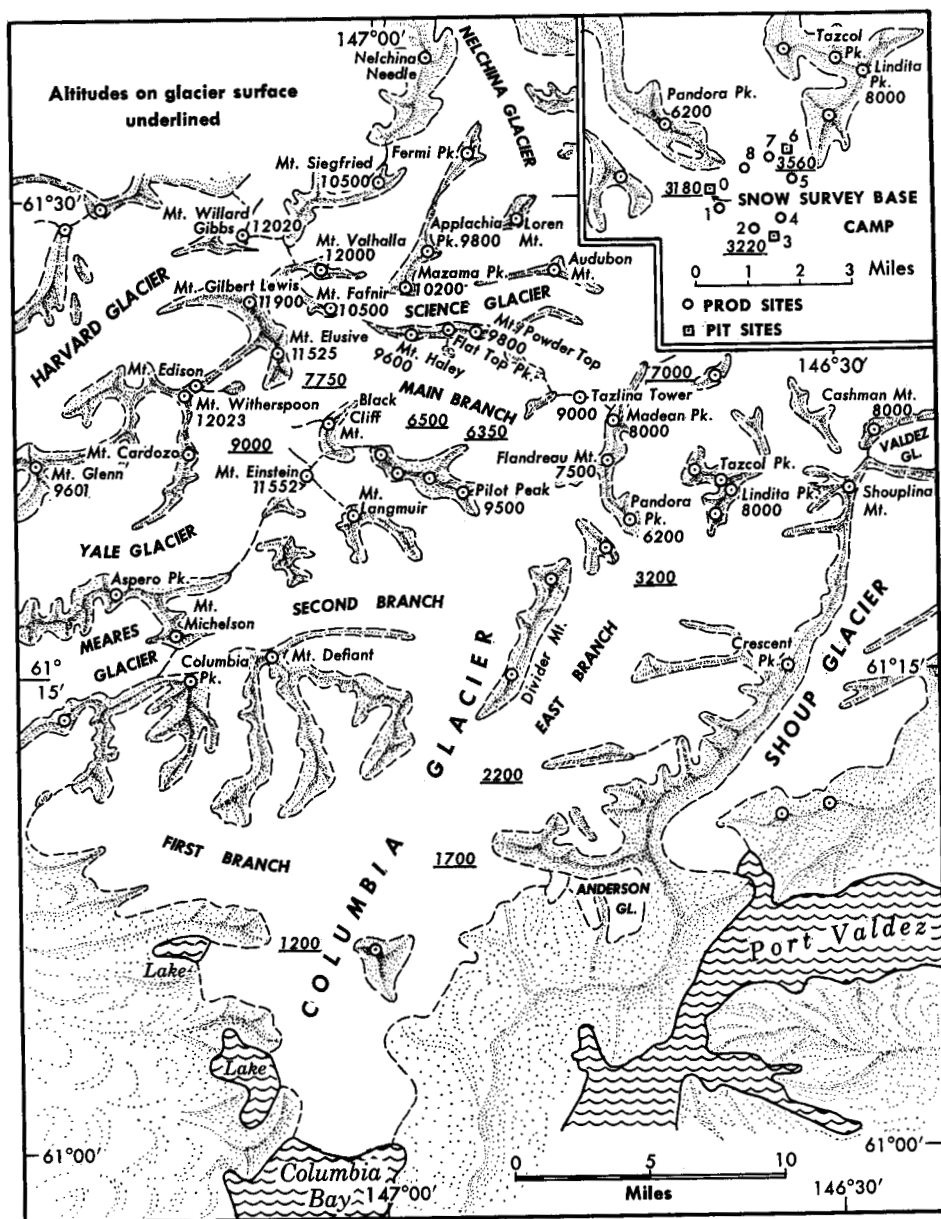 147°00′
Nelchina
Needle
NELCHINA GLACIER
Altitudes on glacier surface
underlined
Fermi Pk.
Mt. Siegfried
10500
61°30′
Mt. Willard
Gibbs
12020
Applachia
Pk. 9800
Loren
Mt.
Mt. Valhalla
12000
Mazama Pk.
10200
Audubon
Mt.
HARVARD GLACIER
Mt. Gilbert Lewis
11900
Mt. Fafnir
10500
SCIENCE GLACIER
Mt. Elusive
11525
9600
Mt. Haley
Flat Top Pk.
9800
Mt. Powder Top
Mt. Edison
7750
MAIN BRANCH
Mt. Witherspoon
12023
Black
Cliff
Mt.
6500
6350
9000
Tazlina Tower
7000
146°30′
Cashman Mt.
8000
Madean Pk.
8000
VALDEZ
GL.
Mt. Cardozo
9000
Mt. Glenn
9601
Mt. Einstein
11552
Flandreau Mt.
7500
Tazcol Pk.
Pilot Peak
9500
Mt.
Langmuir
Pandora
Pk.
6200
Lindita Pk.
8000
Shouplina
Mt.
YALE GLACIER
Aspero Pk.
3200
SECOND BRANCH
Mt.
Michelson
MEARES
GLACIER
Divider Mt.
EAST BRANCH
Crescent
Pk.
SHOUP GLACIER
61°
15′
Columbia
Pk.
Mt. Defiant
61°15′
COLUMBIA GLACIER
2200
FIRST BRANCH
1700
ANDERSON
GL.
1200
Port Valdez
Lake
Lake
61°00′
Columbia
Bay
147°00′
0 5 10
Miles
61°00′
146°30′
Tazcol
Pk.
Lindita
Pk.
8000
Pandora Pk.
6200
8
7
6
3560
5
3180
0
1
SNOW SURVEY BASE
CAMP
2
4
3220
3
0 1 2 3
Miles
PROD SITES
PIT SITES